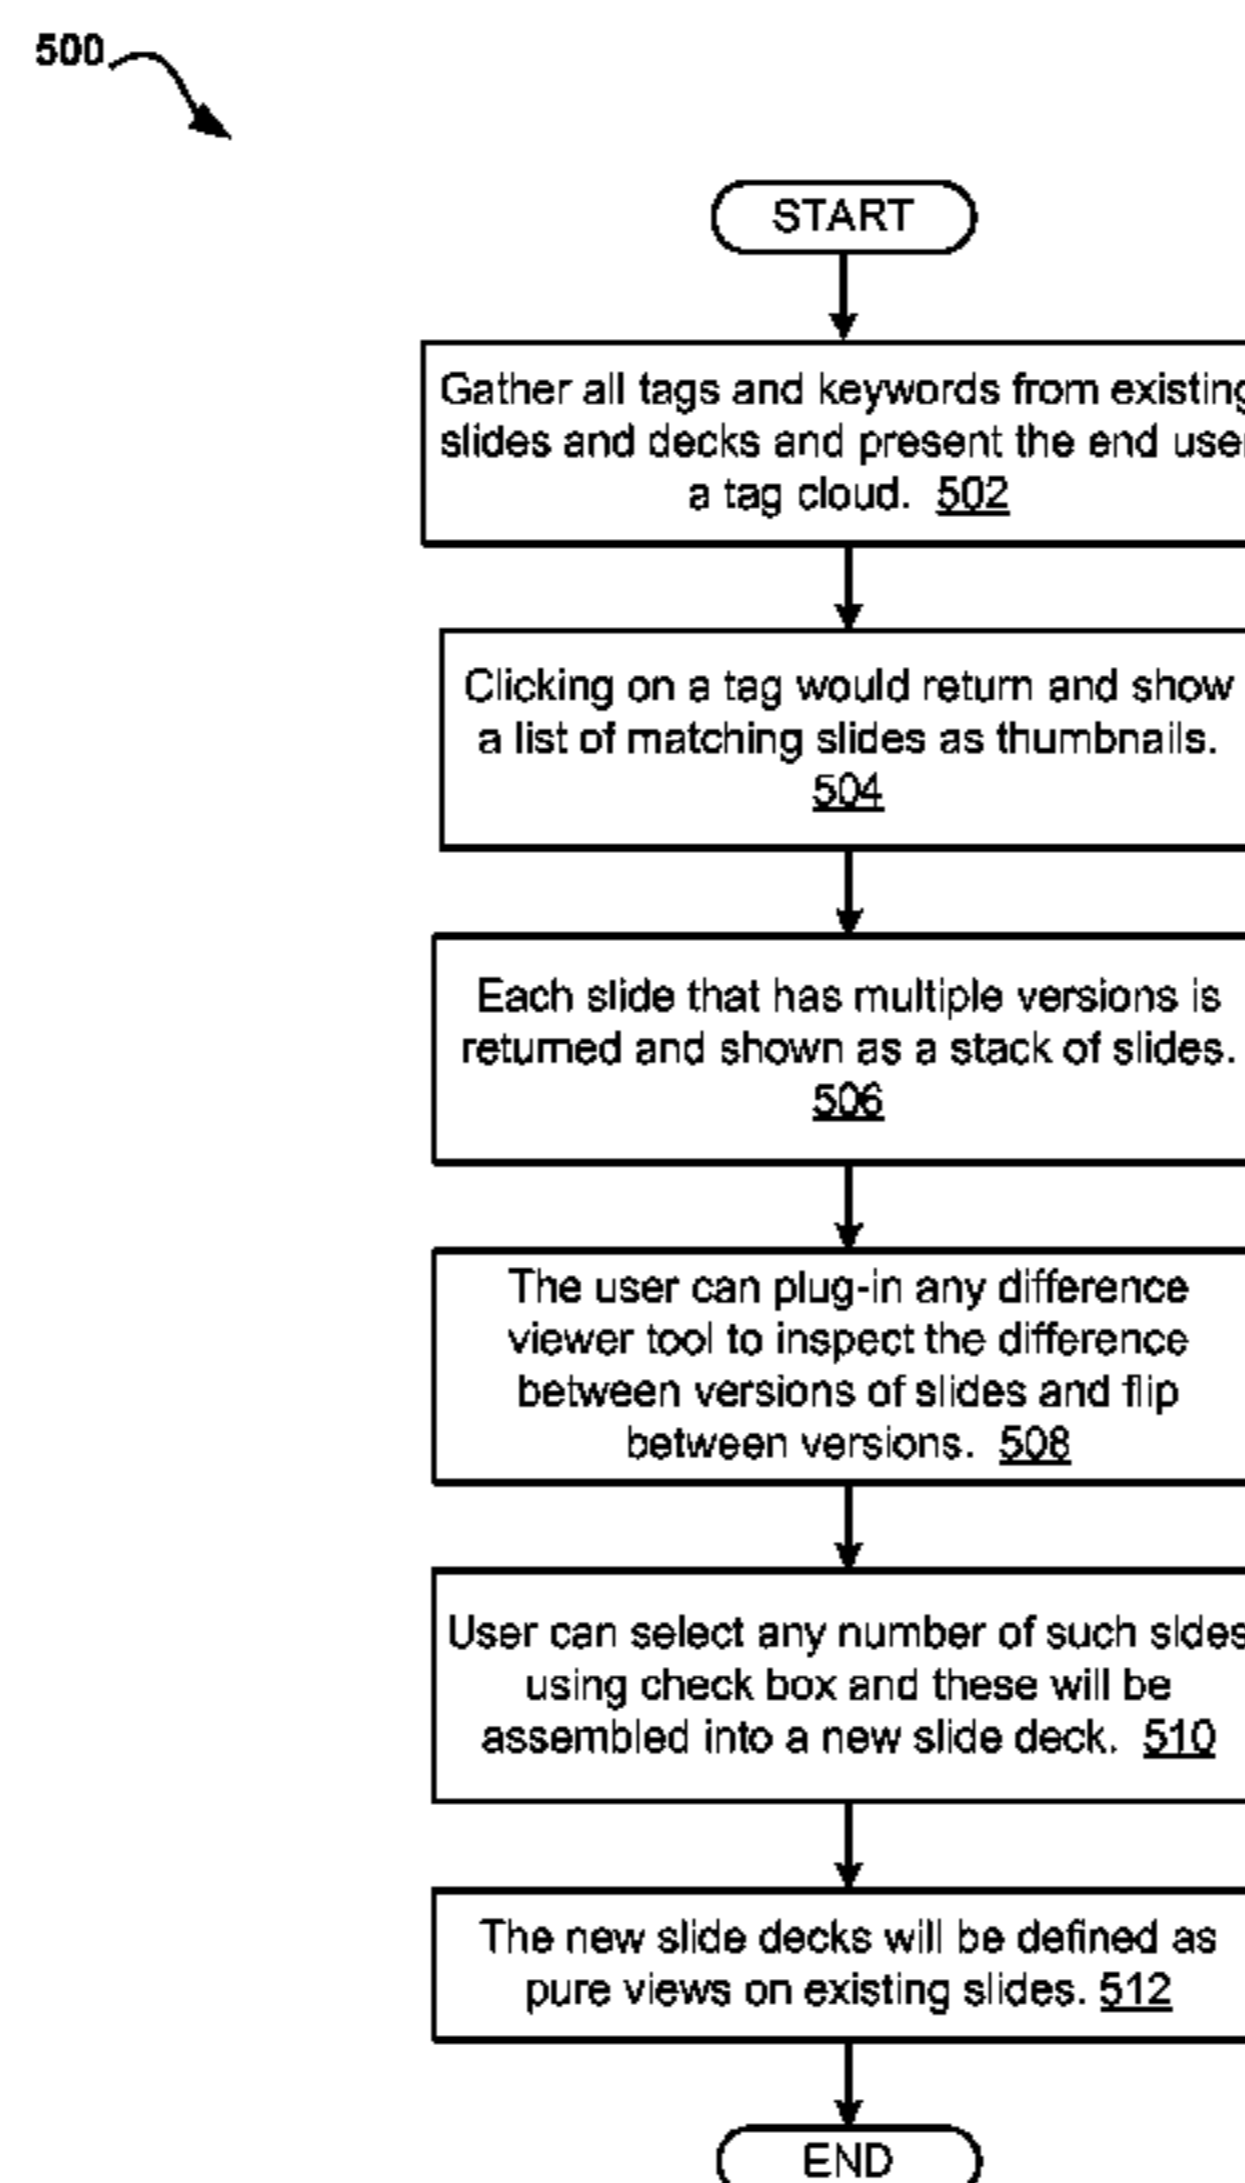 500
START
Gather all tags and keywords from existing
slides and decks and present the end user
a tag cloud. 502
Clicking on a tag would return and show
a list of matching slides as thumbnails.
504
Each slide that has multiple versions is
returned and shown as a stack of slides.
506
The user can plug-in any difference
viewer tool to inspect the difference
between versions of slides and flip
between versions. 508
User can select any number of such sldes
using check box and these will be
assembled into a new slide deck. 510
The new slide decks will be defined as
pure views on existing slides. 512
END